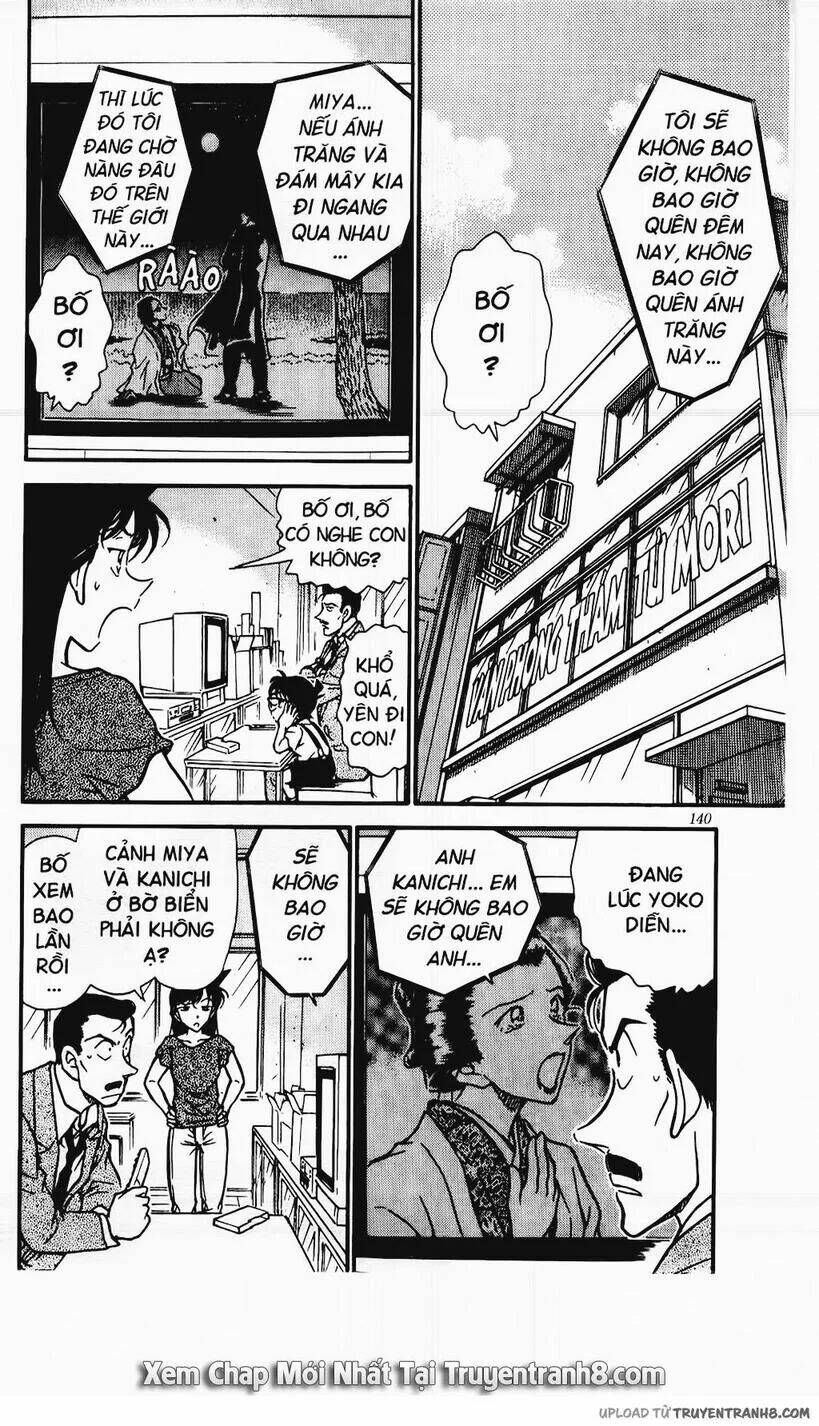 TÔI SẼ
KHÔNG BAO
GIỜ, KHÔNG
BAO GIỜ
QUÊN ĐÊM
NAY, KHÔNG
BAO GIỜ
QUÊN ÁNH
TRĂNG
NÀY...
BỐ
ƠI
?
VĂN PHÒNG THÁM TỬ MORI
MIYA...
NẾU ÁNH
TRĂNG VÀ
ĐÁM MÂY KIA
ĐI NGANG
QUA NHAU
...
THÌ LÚC
ĐÓ TÔI
ĐANG CHỜ
NÀNG ĐÂU
ĐÓ TRÊN
THẾ GIỚI
NÀY...
RÀÀO
BỐ
ƠI
?
BỐ ƠI, BỐ
CÓ NGHE CON
KHÔNG?
KHỔ
QUÁ,
YÊN ĐI
CON!
140
ĐANG
LÚC YOKO
DIỄN...
ANH
KANICHI... EM
SẼ KHÔNG BAO
GIỜ QUÊN
ANH...
SẼ
KHÔNG
BAO
GIỜ
...
CẢNH MIYA
VÀ KANICHI
Ở BỜ BIỂN
PHẢI KHÔNG
Ạ?
BỐ
XEM
BAO
LẦN
RỒI
...
Xem Chap Mới Nhất Tại Truyentranh8.com
UPLOAD TỪ TRUYENTRANH8.COM